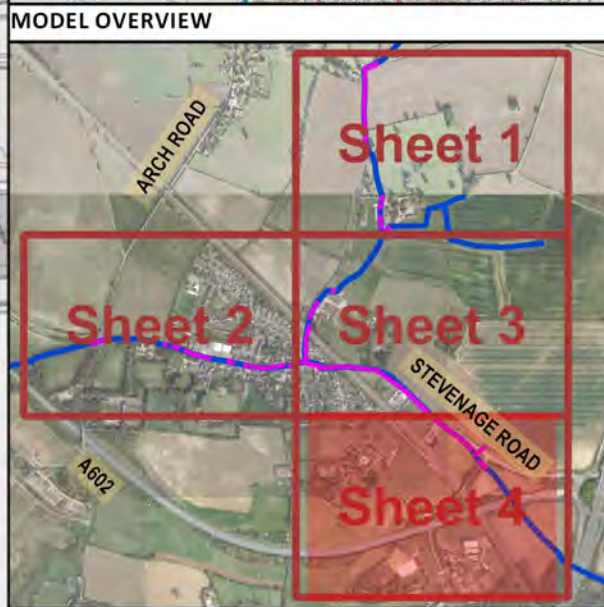 MODEL OVERVIEW
ARCH ROAD
Sheet 1
Sheet 2
Sheet 3
STEVENAGE ROAD
A602
Sheet 4